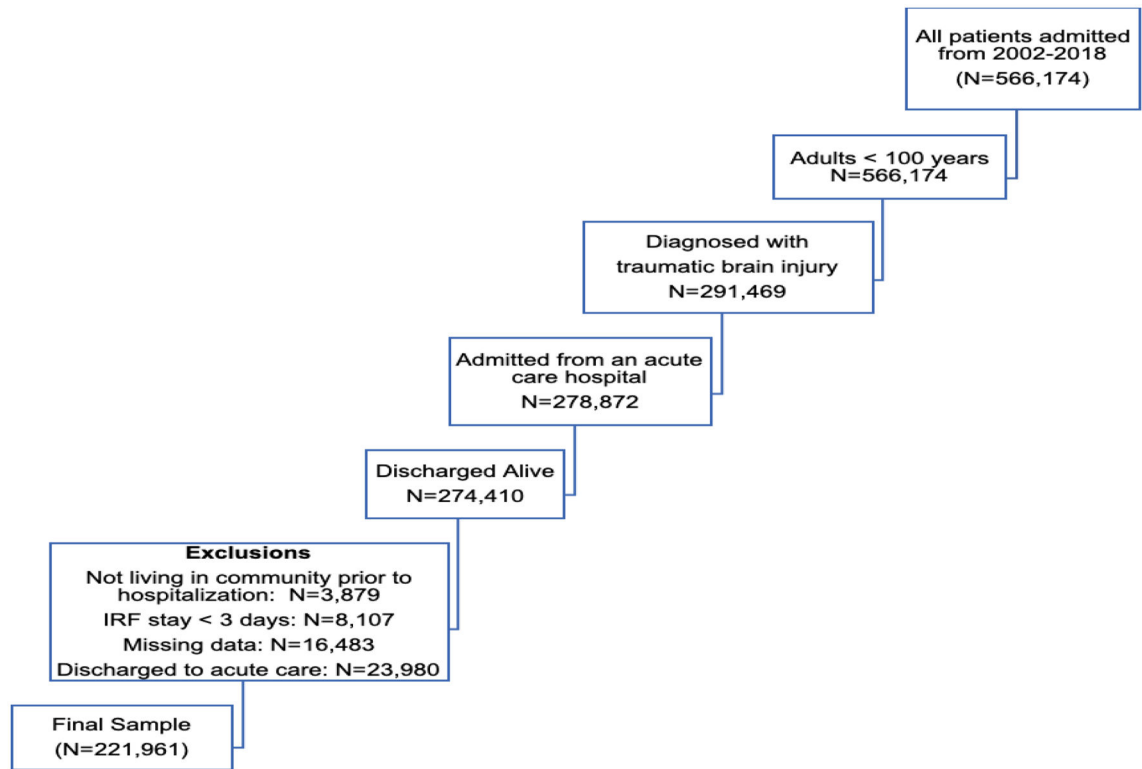 All patients admitted
from 2002-2018
(N=566,174)
Adults < 100 years
N=566,174
Diagnosed with
traumatic brain injury
N=291,469
Admitted from an acute
care hospital
N=278,872
Discharged Alive
N=274,410
Exclusions
Not living in community prior to
hospitalization: N=3,879
IRF stay < 3 days: N=8,107
Missing data: N=16,483
Discharged to acute care: N=23,980
Final Sample
(N=221,961)